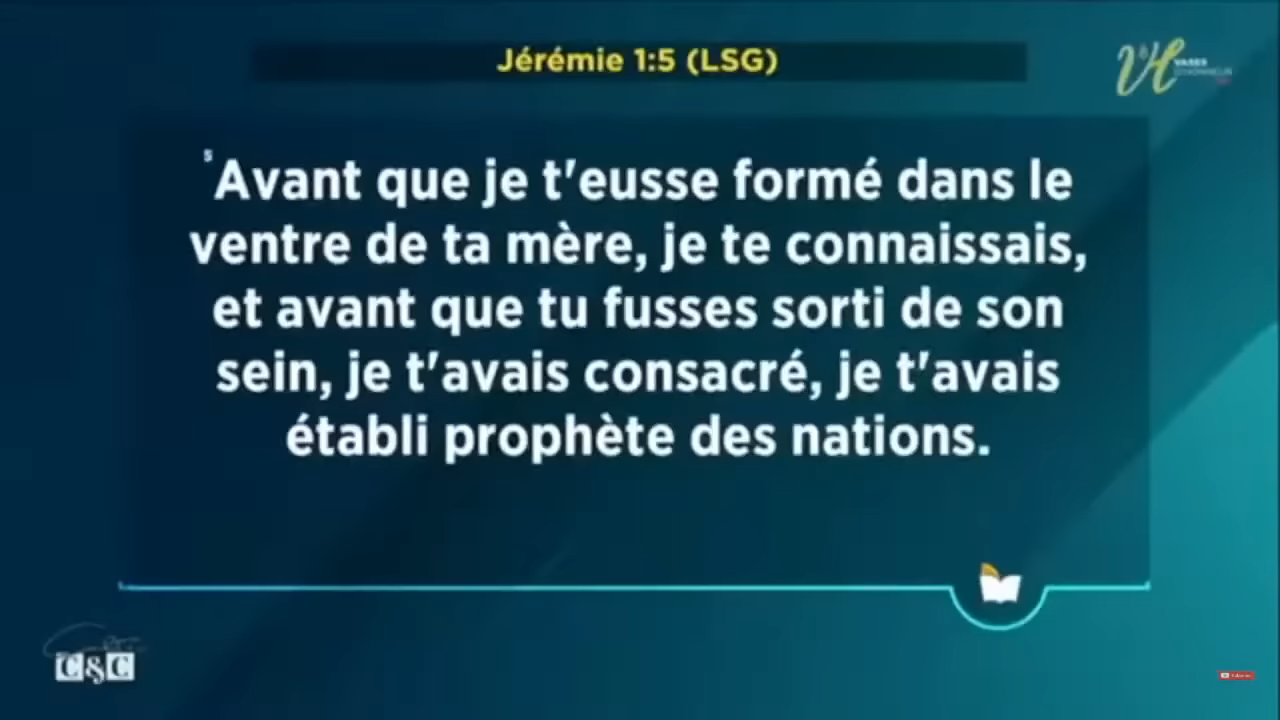 Jérémie 1:5 (LSG)
VASES
D'HONNEUR
5 Avant que je t'eusse formé dans le
ventre de ta mère, je te connaissais,
et avant que tu fusses sorti de son
sein, je t'avais consacré, je t'avais
établi prophète des nations.
C&C